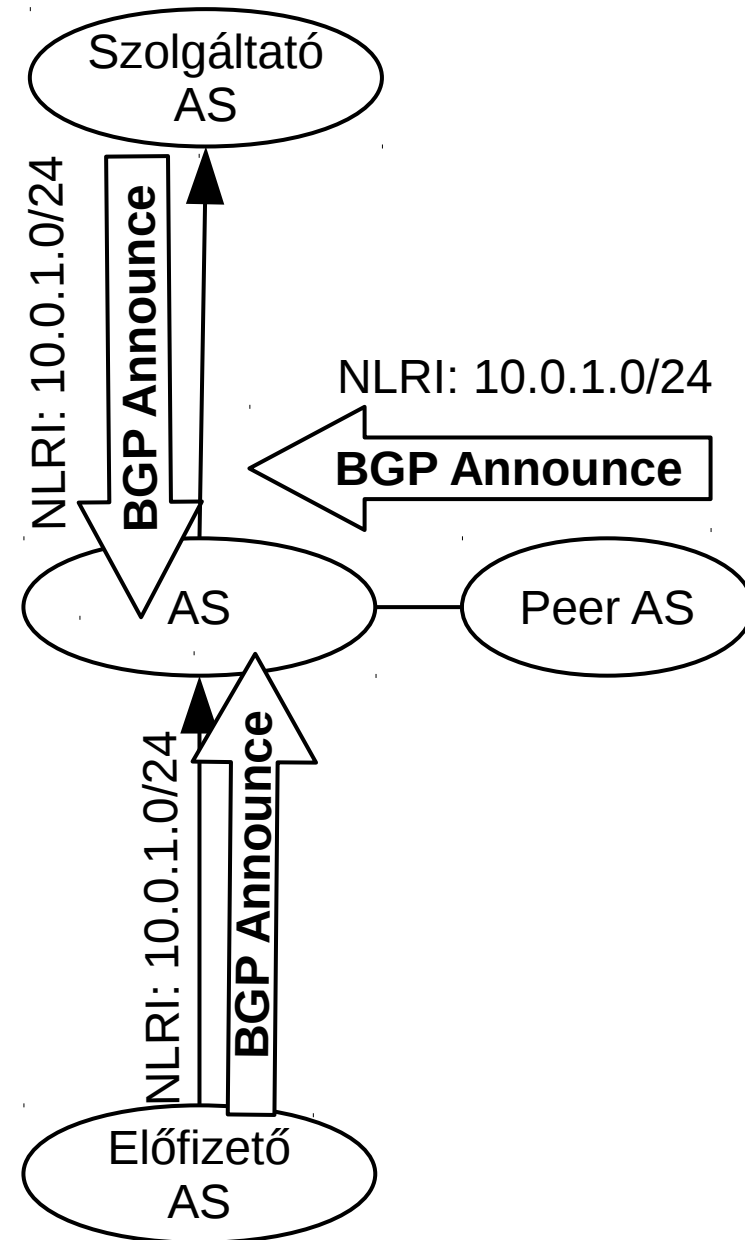 Szolgáltató
AS
NLRI: 10.0.1.0/24
BGP Announce
NLRI: 10.0.1.0/24
BGP Announce
AS
Peer AS
NLRI: 10.0.1.0/24
BGP Announce
Előfizető
AS